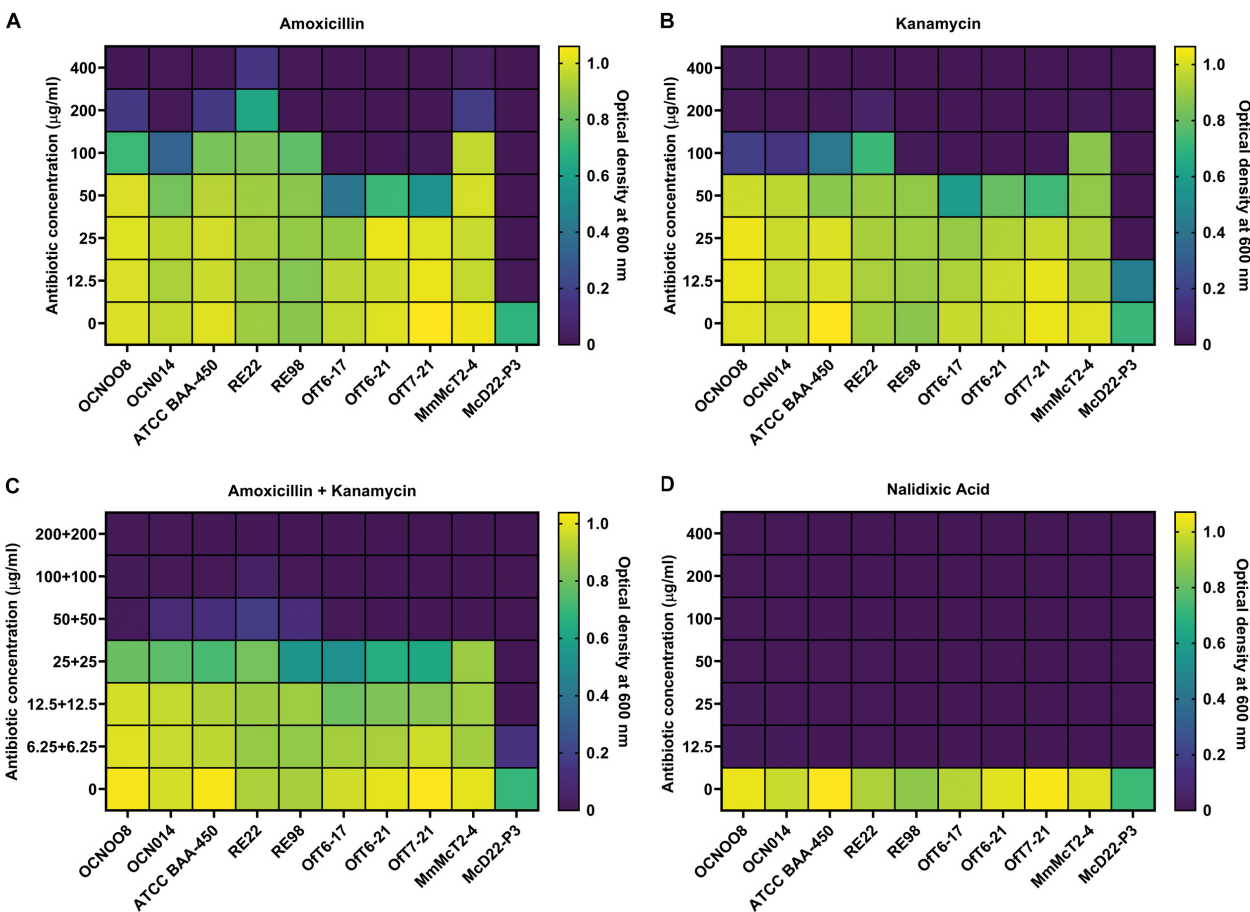 A
Amoxicillin
Antibiotic concentration (μg/ml)
400
200
100
50
25
12.5
0
OCNOO8
OCN014
ATCC BAA-450
RE22
RE98
OfT6-17
OfT6-21
OfT7-21
MmMcT2-4
McD22-P3
1.0
0.8
0.6
0.4
0.2
0
Optical density at 600 nm
B
Kanamycin
Antibiotic concentration (μg/ml)
400
200
100
50
25
12.5
0
OCNOO8
OCN014
ATCC BAA-450
RE22
RE98
OfT6-17
OfT6-21
OfT7-21
MmMcT2-4
McD22-P3
1.0
0.8
0.6
0.4
0.2
0
Optical density at 600 nm
C
Amoxicillin + Kanamycin
Antibiotic concentration (μg/ml)
200+200
100+100
50+50
25+25
12.5+12.5
6.25+6.25
0
OCNOO8
OCN014
ATCC BAA-450
RE22
RE98
OfT6-17
OfT6-21
OfT7-21
MmMcT2-4
McD22-P3
1.0
0.8
0.6
0.4
0.2
0
Optical density at 600 nm
D
Nalidixic Acid
Antibiotic concentration (μg/ml)
400
200
100
50
25
12.5
0
OCNOO8
OCN014
ATCC BAA-450
RE22
RE98
OfT6-17
OfT6-21
OfT7-21
MmMcT2-4
McD22-P3
1.0
0.8
0.6
0.4
0.2
0
Optical density at 600 nm